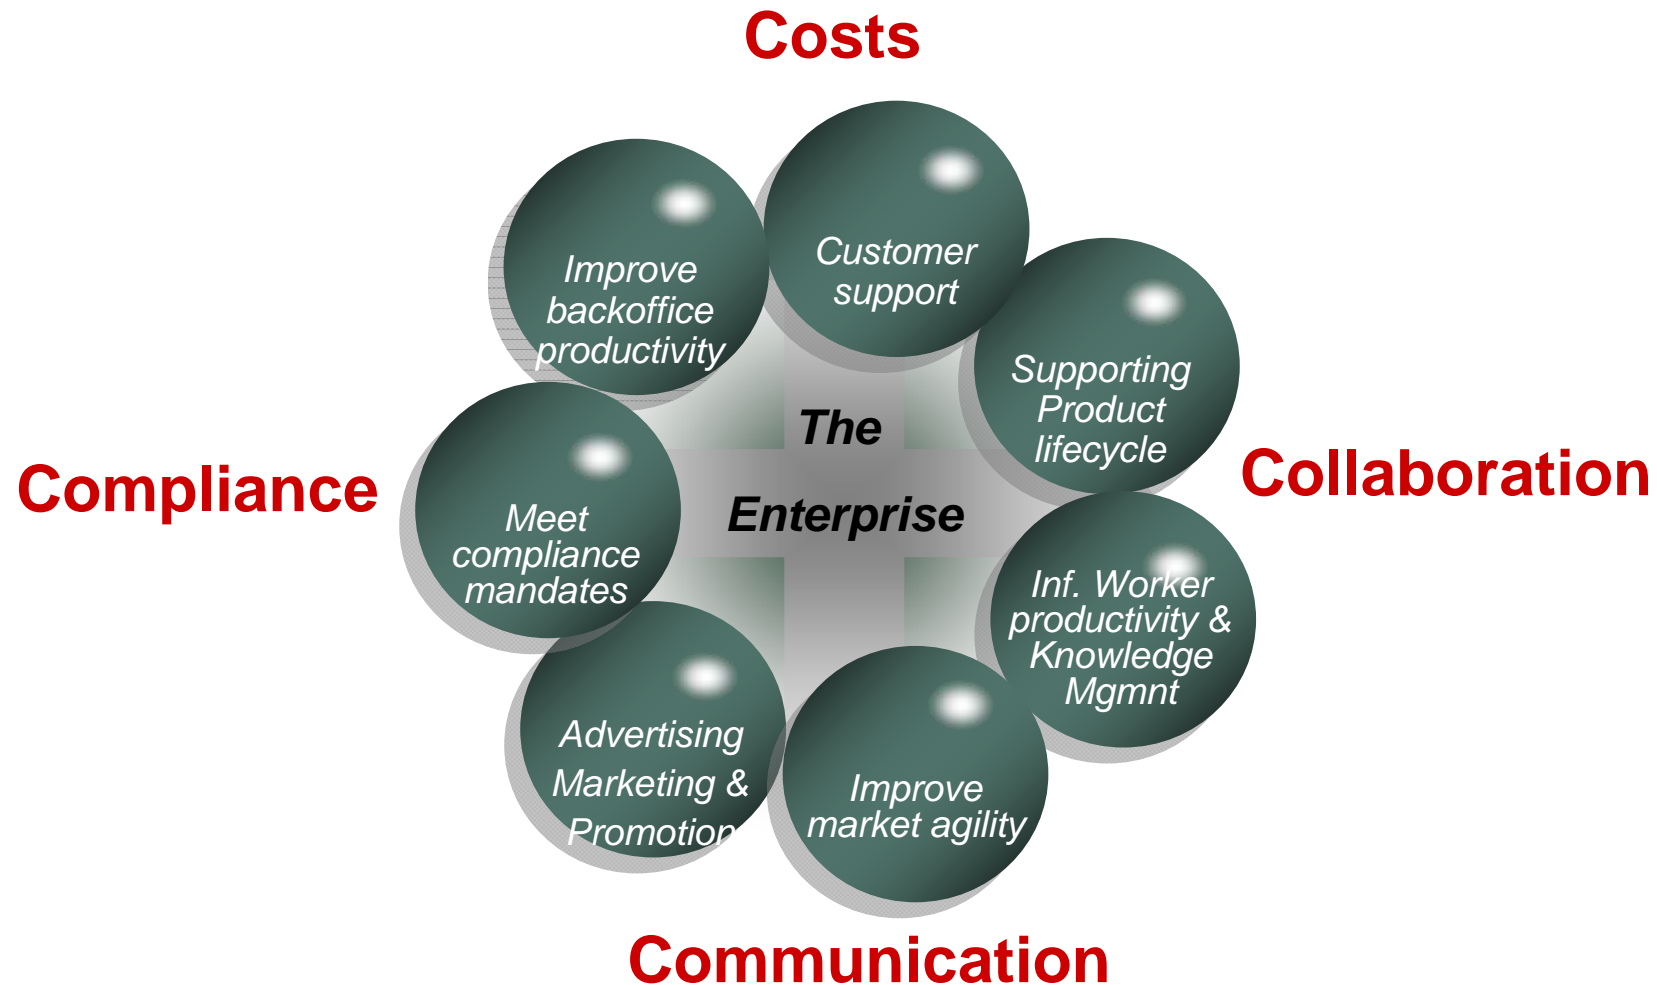 Costs
Customer
support
Improve
backoffice
productivity
Supporting
Product
lifecycle
The
Enterprise
Compliance
Collaboration
Meet
compliance
mandates
Inf. Worker
productivity &
Knowledge
Mgmnt
Advertising
Marketing &
Promotion
Improve
market agility
Communication